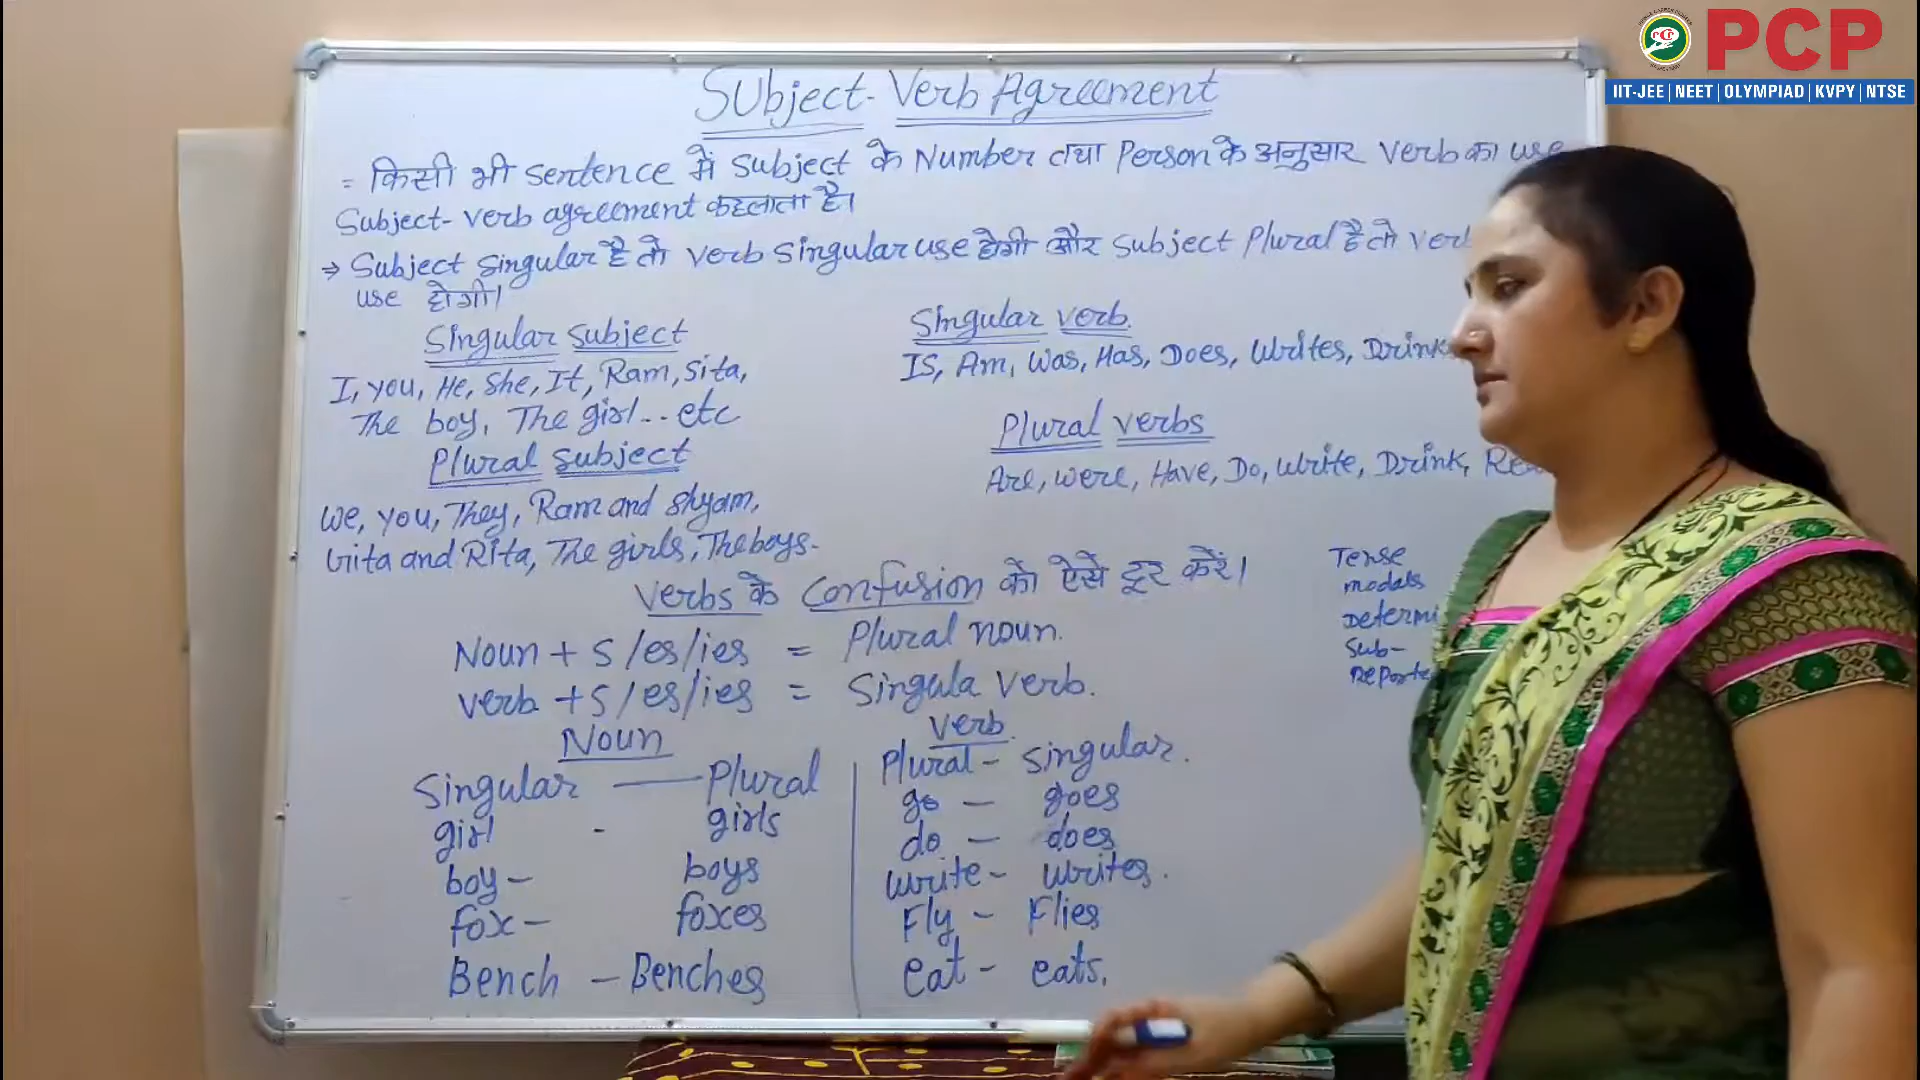 PCP
PCP
IIT-JEE | NEET | OLYMPIAD | KVPY | NTSE
Subject-Verb Agreement
= किसी भी sentence में subject के Number तथा Person के अनुसार verb का use
Subject-verb agreement कहलाता है।
⇒ Subject singular है तो verb singular use होगी और subject plural है तो verb
use होगी।
Singular subject
I, you, He, She, It, Ram, Sita,
The boy, The girl... etc
Plural subject
We, you, They, Ram and Shyam,
Gita and Rita, The girls, The boys-
Singular verb.
Is, Am, Was, Has, Does, Writes, Drink
Plural verbs
Are, were, Have, Do, write, Drink,
Verbs के confusion को ऐसे दूर करें।
Noun + s/es/ies = Plural noun.
verb + s/es/ies = Singula verb.
Noun
Singular — Plural
girl - girls
boy - boys
fox - foxes
Bench - Benches
Verb
Plural - singular.
go - goes
do - does
write - writes.
Fly - Flies
eat - eats.
Tense
models
Sub-